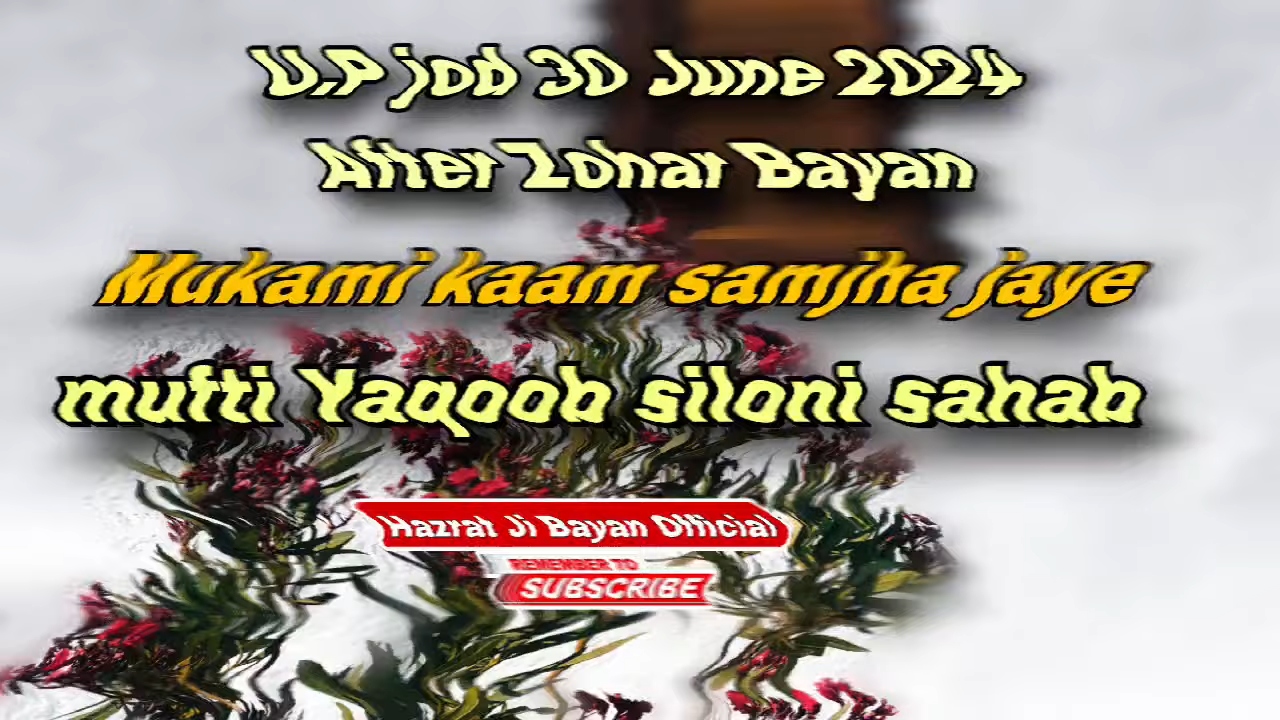 U.P jod 30 June 2024
After Zohar Bayan
Mukami kaam samjha jaye
mufti Yaqoob siloni sahab
Hazrat Ji Bayan Official
REMEMBER TO
SUBSCRIBE